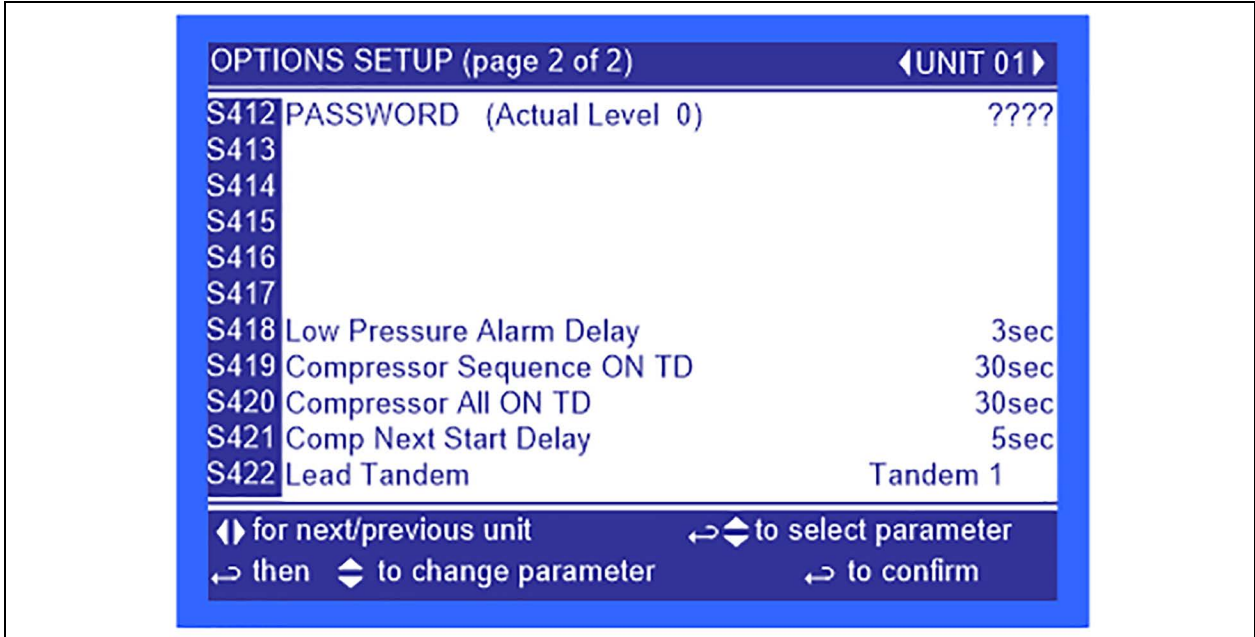 OPTIONS SETUP (page 2 of 2) UNIT 01
S412 PASSWORD (Actual Level 0) ????
S413
S414
S415
S416
S417
S418 Low Pressure Alarm Delay 3sec
S419 Compressor Sequence ON TD 30sec
S420 Compressor All ON TD 30sec
S421 Comp Next Start Delay 5sec
S422 Lead Tandem Tandem 1
for next/previous unit to select parameter
then to change parameter to confirm